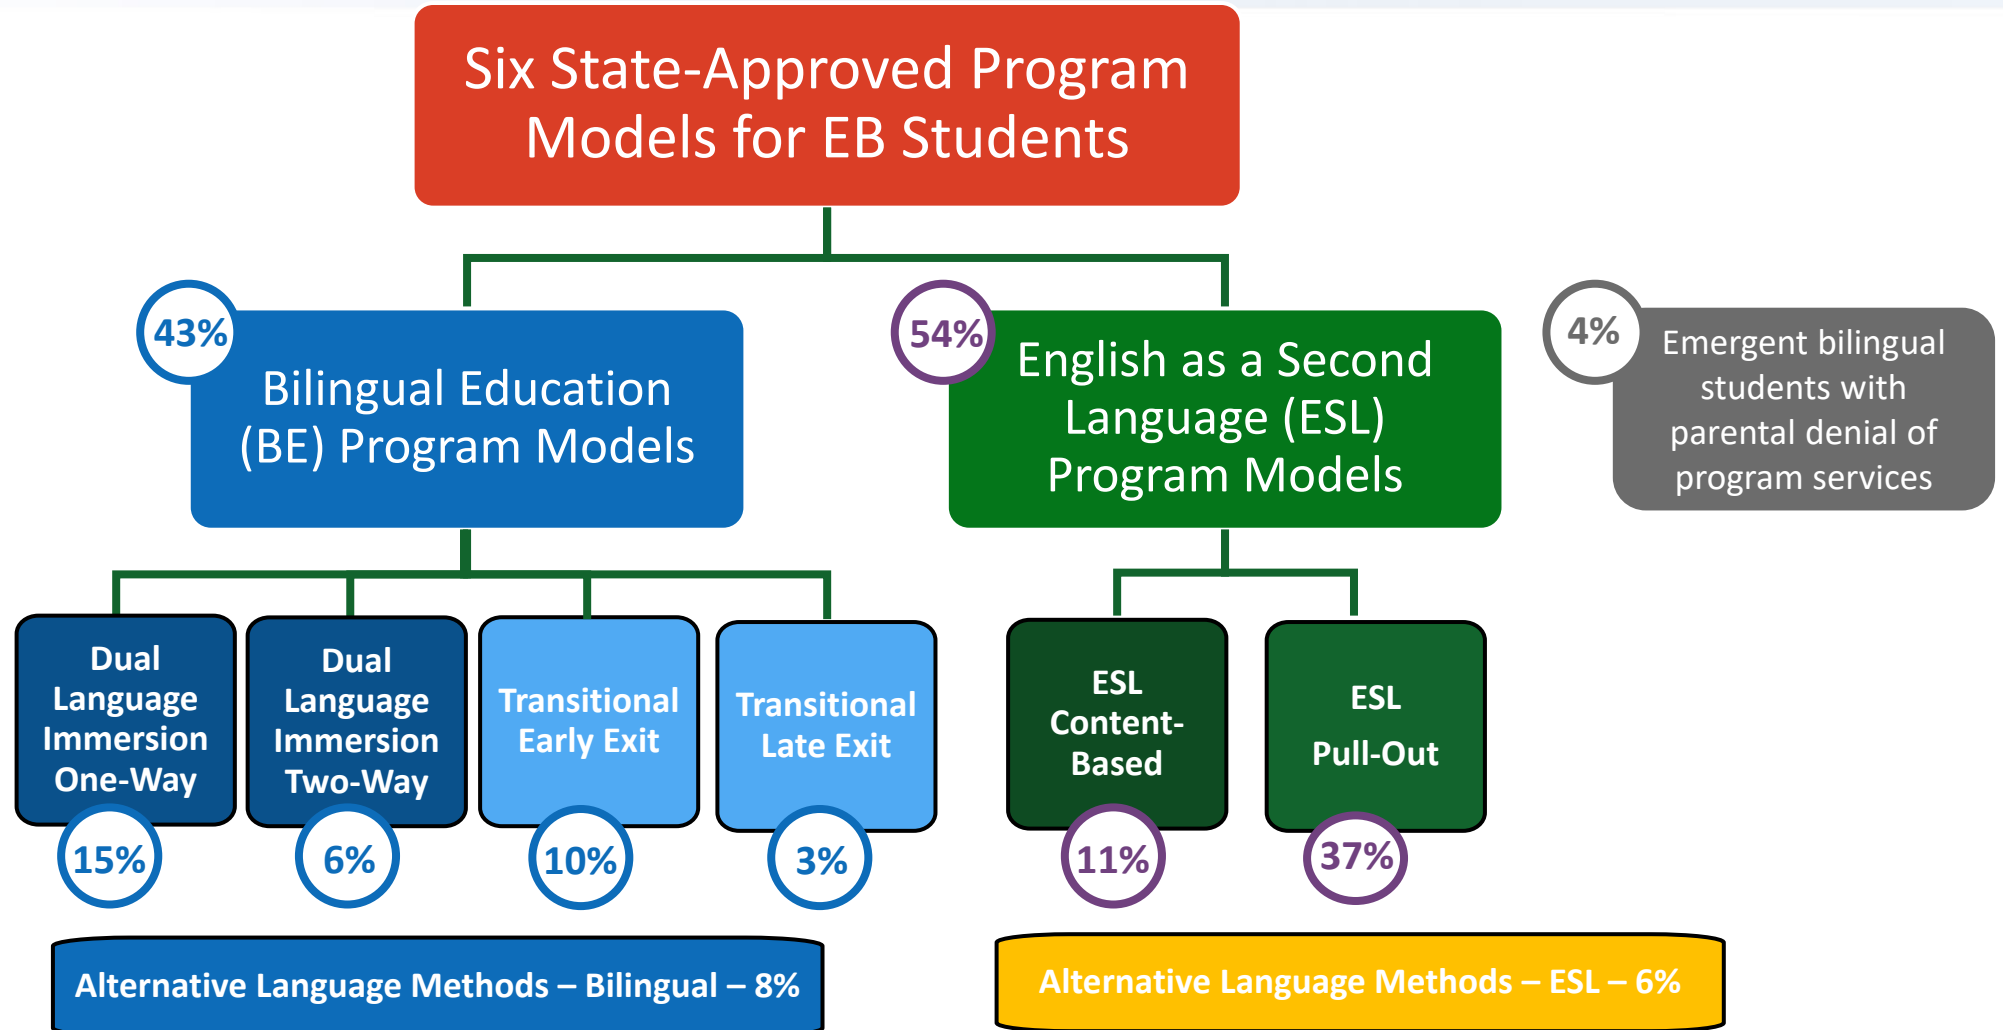 Six State-Approved Program
Models for EB Students
43%
Bilingual Education
(BE) Program Models
54%
English as a Second
Language (ESL)
Program Models
4%
Emergent bilingual
students with
parental denial of
program services
Dual
Language
Immersion
One-Way
15%
Dual
Language
Immersion
Two-Way
6%
Transitional
Early Exit
10%
Transitional
Late Exit
3%
ESL
Content-
Based
11%
ESL
Pull-Out
37%
Alternative Language Methods – Bilingual – 8%
Alternative Language Methods – ESL – 6%